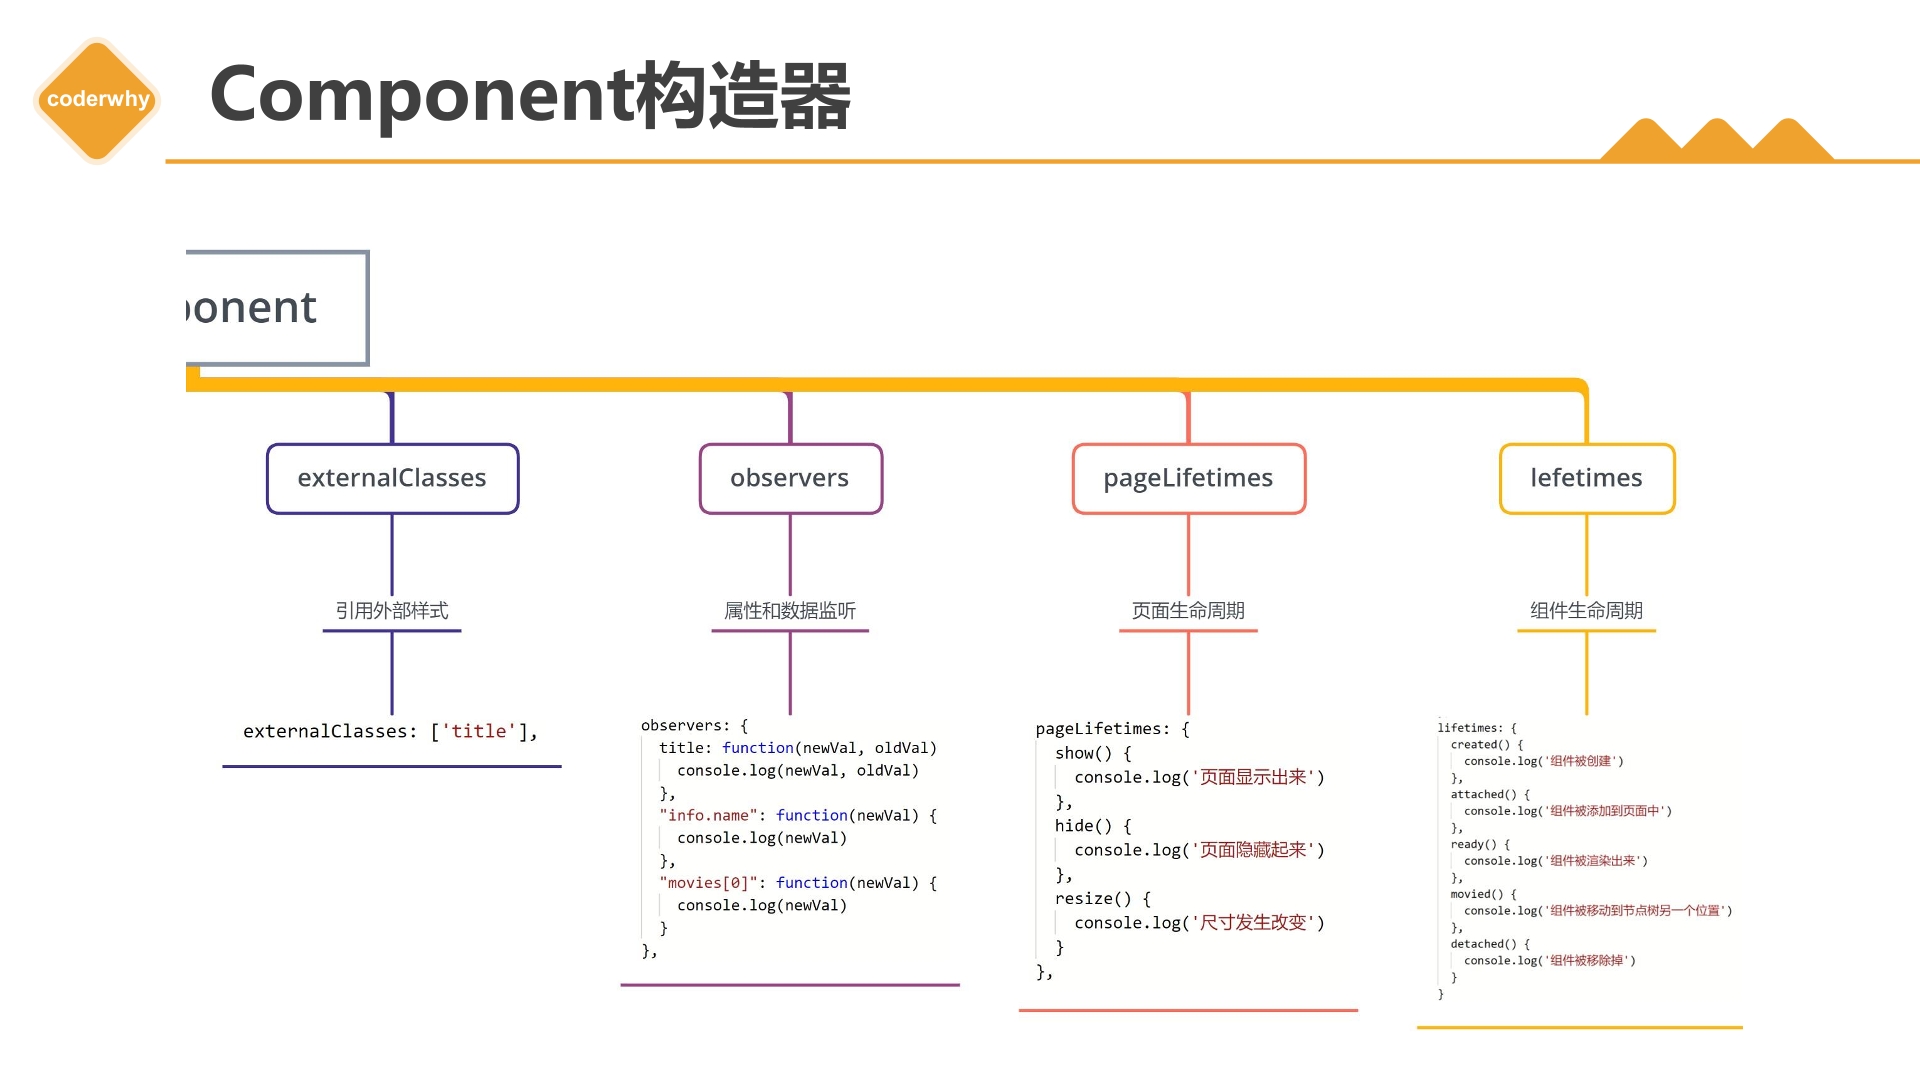 coderwhy
Component构造器
ponent
externalClasses
observers
pageLifetimes
lefetimes
引用外部样式
属性和数据监听
页面生命周期
组件生命周期
externalClasses: ['title'],
observers: {
title: function(newVal, oldVal)
console.log(newVal, oldVal)
},
"info.name": function(newVal) {
console.log(newVal)
},
"movies[0]": function(newVal) {
console.log(newVal)
}
},
pageLifetimes: {
show() {
console.log('页面显示出来')
},
hide() {
console.log('页面隐藏起来')
},
resize() {
console.log('尺寸发生改变')
}
},
lifetimes: {
created() {
console.log('组件被创建')
},
attached() {
console.log('组件被添加到页面中')
},
ready() {
console.log('组件被渲染出来')
},
movied() {
console.log('组件被移动到节点树另一个位置')
},
detached() {
console.log('组件被移除掉')
}
}